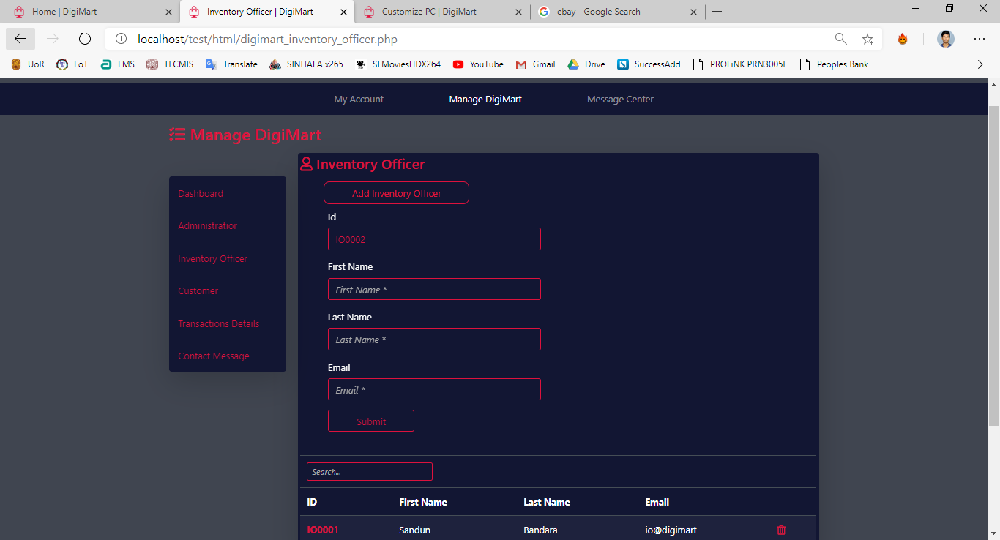 Home | DigiMart
Inventory Officer | DigiMart
Customize PC | DigiMart
ebay - Google Search
localhost/test/html/digimart_inventory_officer.php
UoR
FoT
LMS
TECMIS
Translate
SINHALA x265
SLMoviesHDX264
YouTube
Gmail
Drive
SuccessAdd
PROLiNK PRN3005L
Peoples Bank
My Account
Manage DigiMart
Message Center
Manage DigiMart
Dashboard
Administratior
Inventory Officer
Customer
Transactions Details
Contact Message
Inventory Officer
Add Inventory Officer
Id
IO0002
First Name
First Name *
Last Name
Last Name *
Email
Email *
Submit
Search...
ID First Name Last Name Email
IO0001 Sandun Bandara io@digimart